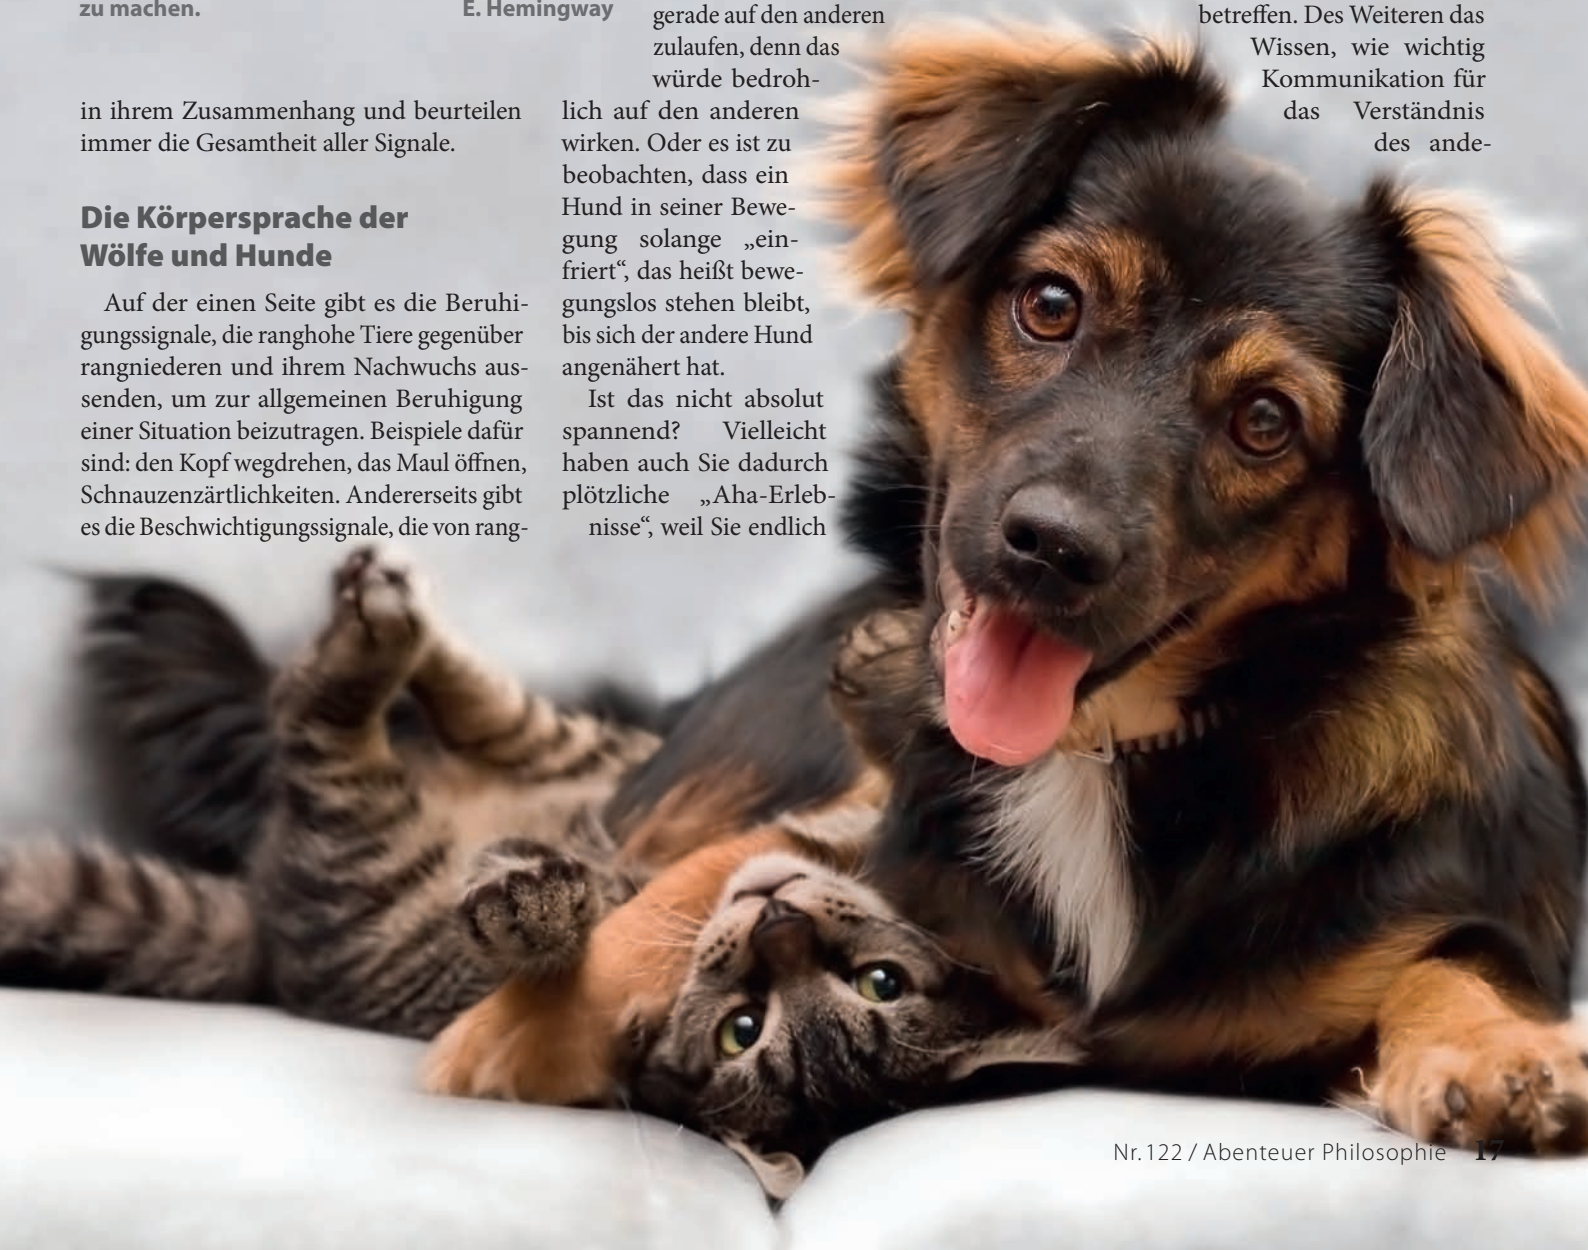 zu machen.
E. Hemingway
in ihrem Zusammenhang und beurteilen
immer die Gesamtheit aller Signale.
Die Körpersprache der
Wölfe und Hunde
Auf der einen Seite gibt es die Beruhi-
gungssignale, die ranghohe Tiere gegenüber
rangniederen und ihrem Nachwuchs aus-
senden, um zur allgemeinen Beruhigung
einer Situation beizutragen. Beispiele dafür
sind: den Kopf wegdrehen, das Maul öffnen,
Schnauzenzärtlichkeiten. Andererseits gibt
es die Beschwichtigungssignale, die von rang-
gerade auf den anderen
zulaufen, denn das
würde bedroh-
lich auf den anderen
wirken. Oder es ist zu
beobachten, dass ein
Hund in seiner Bewe-
gung solange „ein-
friert“, das heißt bewe-
gungslos stehen bleibt,
bis sich der andere Hund
angenähert hat.
Ist das nicht absolut
spannend? Vielleicht
haben auch Sie dadurch
plötzliche „Aha-Erleb-
nisse“, weil Sie endlich
betreffen. Des Weiteren das
Wissen, wie wichtig
Kommunikation für
das Verständnis
des ande-
Nr. 122 / Abenteuer Philosophie 17